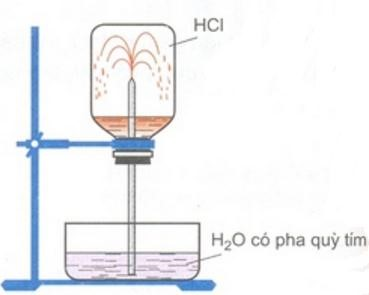 HCl
H₂O có pha quỳ tím